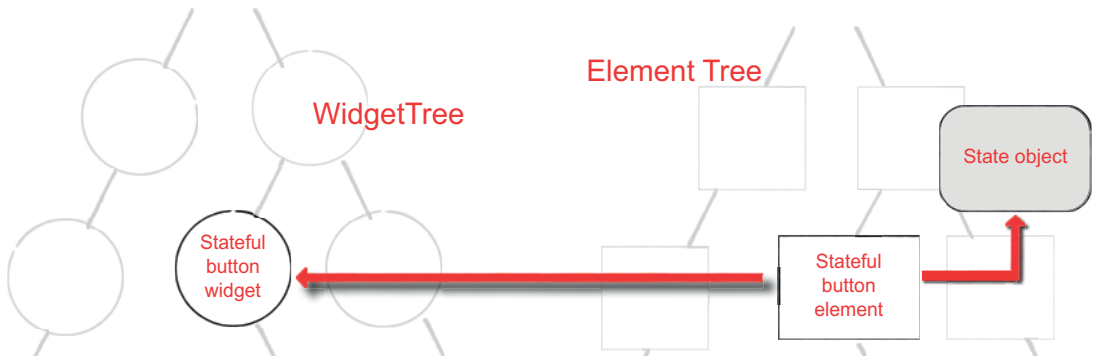 Element Tree
WidgetTree
State object
Stateful
button
widget
Stateful
button
element